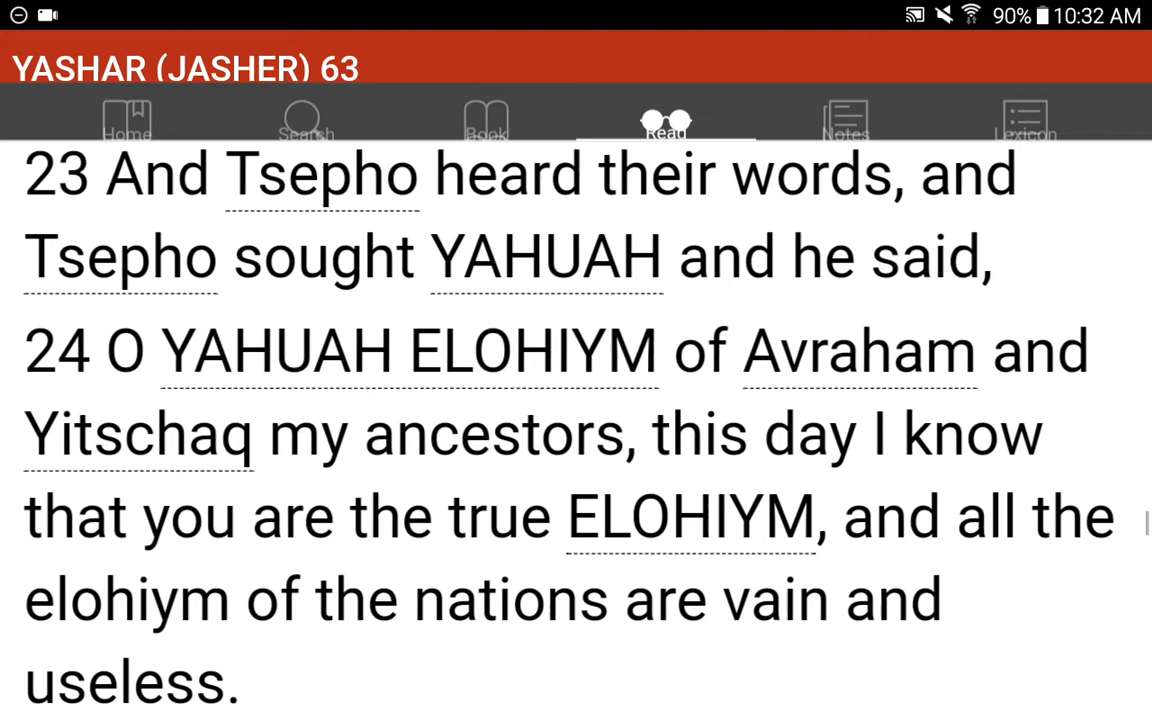 90% 10:32 AM
YASHAR (JASHER) 63
Home Search Book Read Notes Lexicon
23 And Tsepho heard their words, and
Tsepho sought YAHUAH and he said,
24 O YAHUAH ELOHIYM of Avraham and
Yitschaq my ancestors, this day I know
that you are the true ELOHIYM, and all the
elohiym of the nations are vain and
useless.